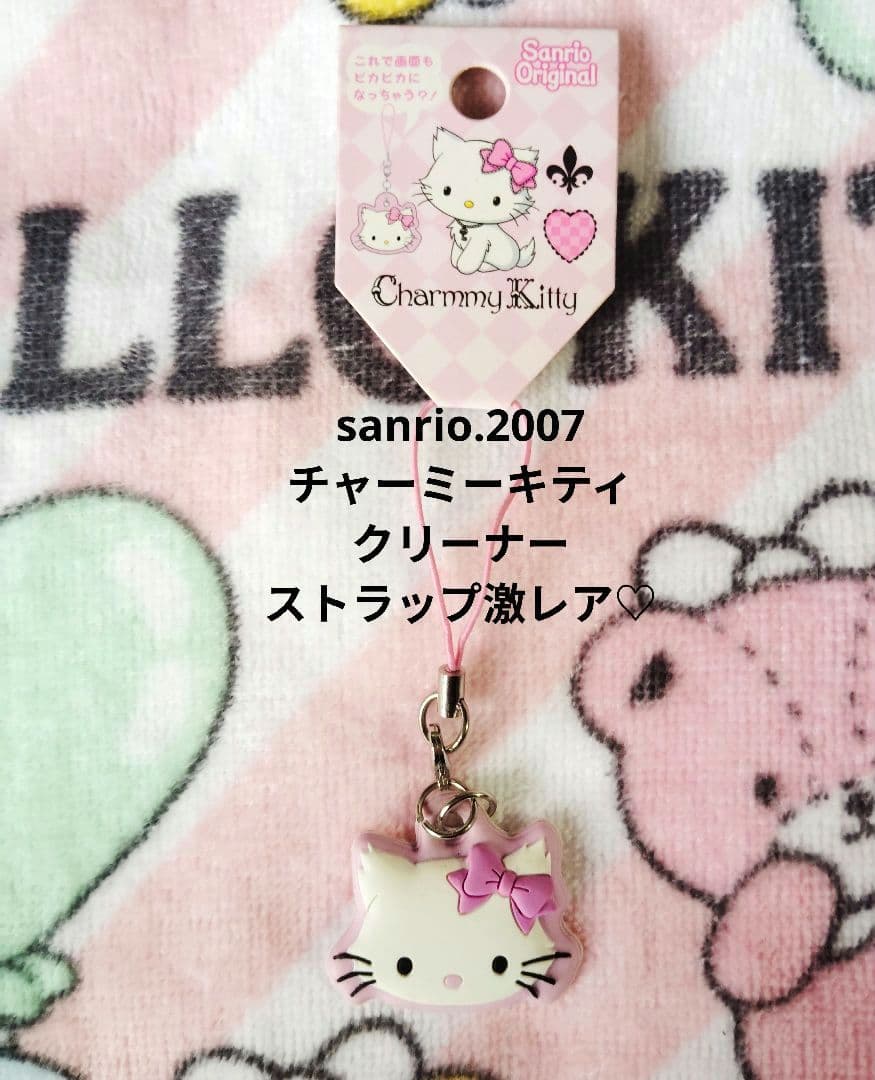 これで画面も
ピカピカに
なっちゃう?!
Sanrio
Original
Charmmy Kitty
LLO KIT
sanrio.2007
チャーミーキティ
クリーナー
ストラップ激レア♡